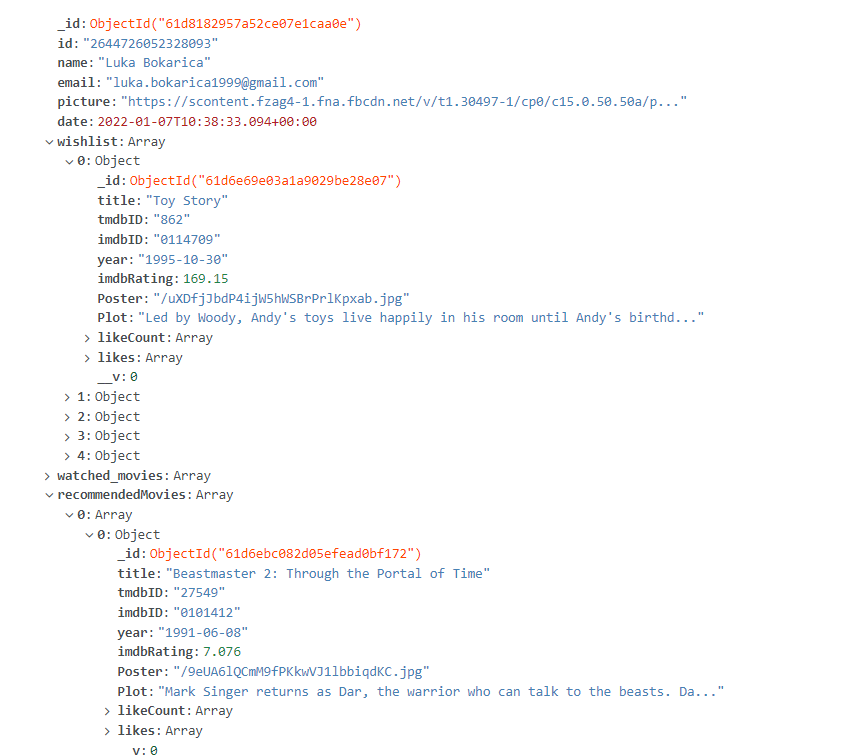 _id: ObjectId("61d8182957a52ce07e1caa0e")
id: "2644726052328093"
name: "Luka Bokarica"
email: "luka.bokarica1999@gmail.com"
picture: "https://scontent.fzag4-1.fna.fbcdn.net/v/t1.30497-1/cp0/c15.0.50.50a/p..."
date: 2022-01-07T10:38:33.094+00:00
wishlist: Array
0: Object
_id: ObjectId("61d6e69e03a1a9029be28e07")
title: "Toy Story"
tmdbID: "862"
imdbID: "0114709"
year: "1995-10-30"
imdbRating: 169.15
Poster: "/uXDfjJbdP4ijW5hWSBrPrlKpxab.jpg"
Plot: "Led by Woody, Andy's toys live happily in his room until Andy's birthd..."
likeCount: Array
likes: Array
__v: 0
1: Object
2: Object
3: Object
4: Object
watched_movies: Array
recommendedMovies: Array
0: Array
0: Object
_id: ObjectId("61d6ebc082d05efead0bf172")
title: "Beastmaster 2: Through the Portal of Time"
tmdbID: "27549"
imdbID: "0101412"
year: "1991-06-08"
imdbRating: 7.076
Poster: "/9eUA6lQCmM9fPKkwVJ1lbbiqdKC.jpg"
Plot: "Mark Singer returns as Dar, the warrior who can talk to the beasts. Da..."
likeCount: Array
likes: Array
__v: 0